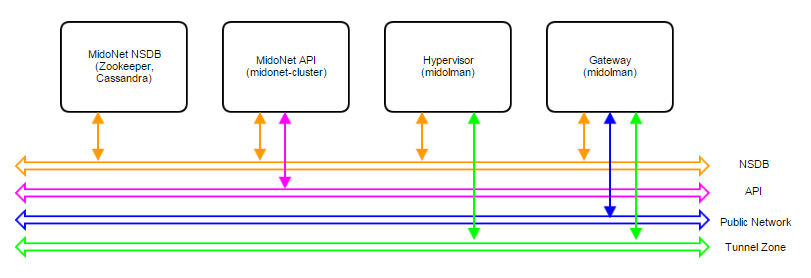 MidoNet NSDB
(Zookeeper,
Cassandra)
MidoNet API
(midonet-cluster)
Hypervisor
(midolman)
Gateway
(midolman)
NSDB
API
Public Network
Tunnel Zone